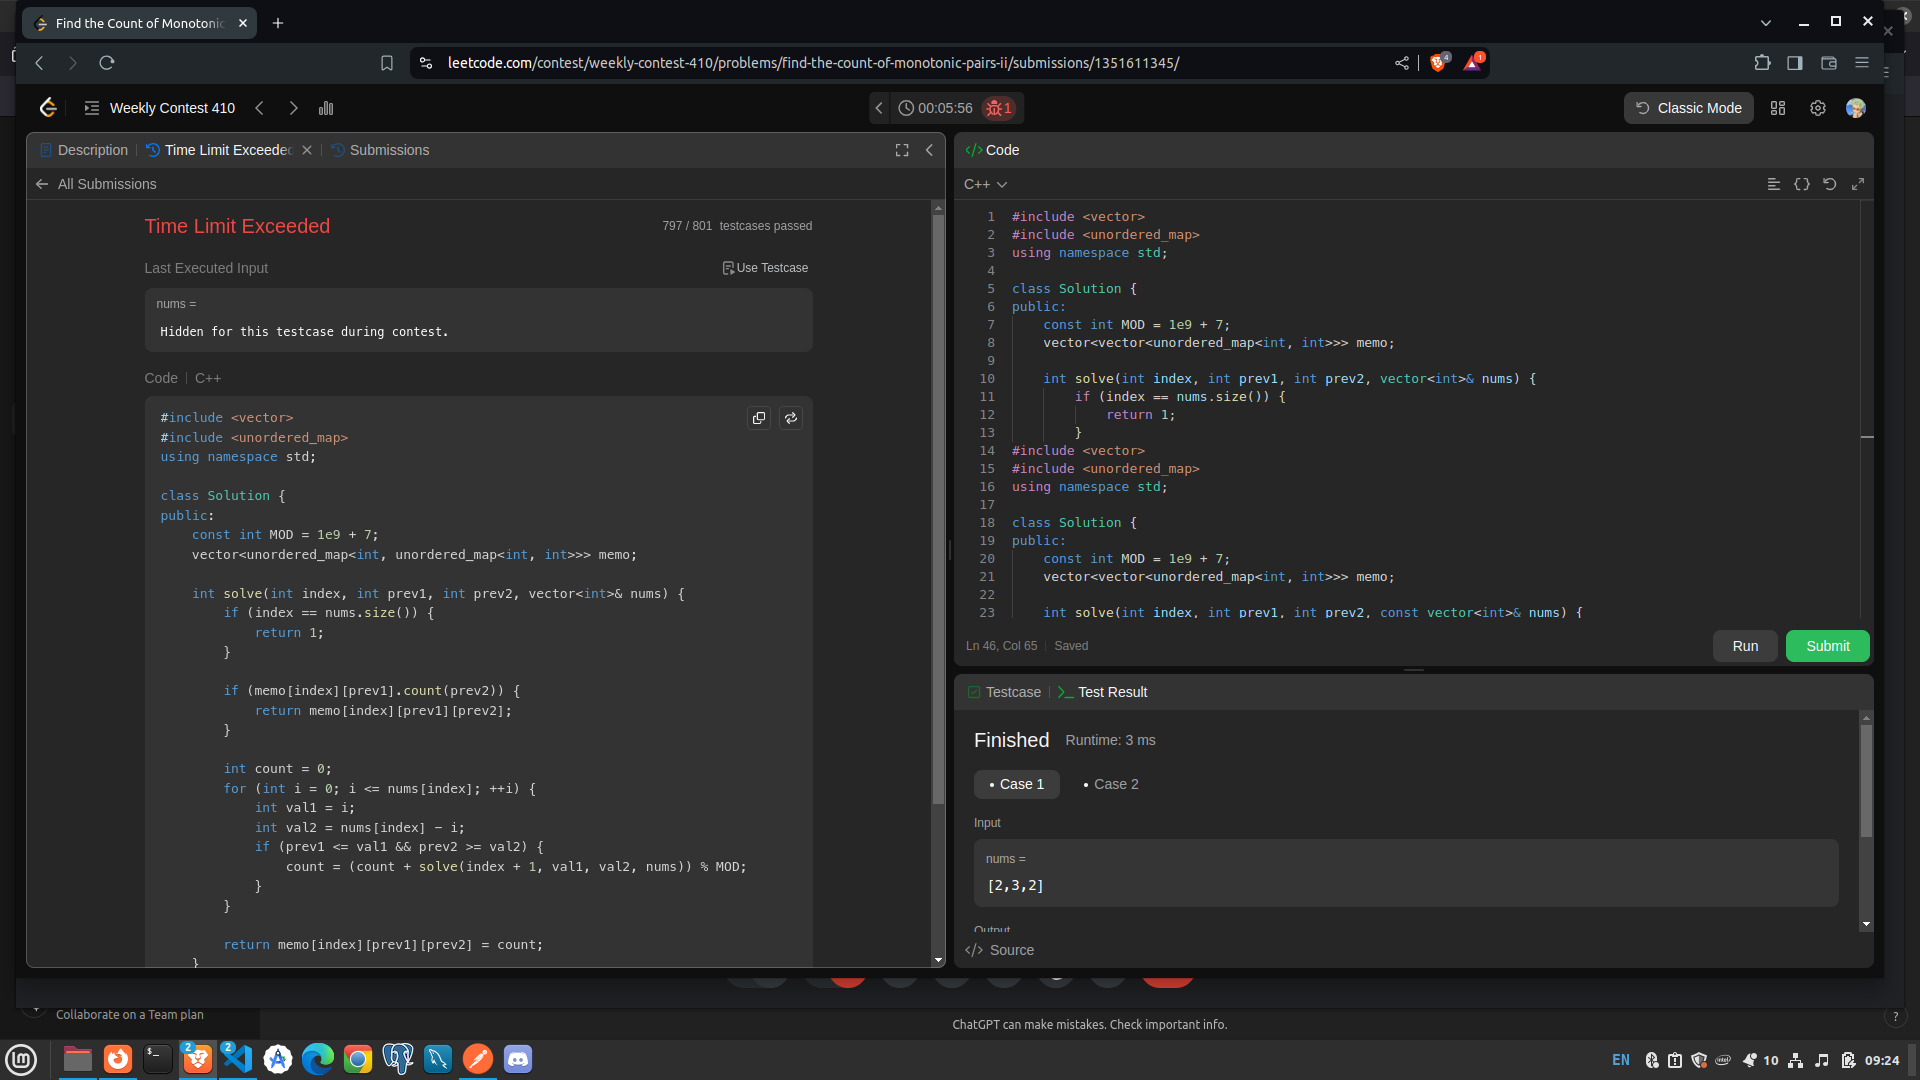 Find the Count of Monotonic
leetcode.com/contest/weekly-contest-410/problems/find-the-count-of-monotonic-pairs-ii/submissions/1351611345/
4
1
Weekly Contest 410
00:05:56
1
Classic Mode
Description
Time Limit Exceeded
Submissions
All Submissions
Time Limit Exceeded
797 / 801 testcases passed
Last Executed Input
Use Testcase
nums =
Hidden for this testcase during contest.
Code
C++
#include <vector>
#include <unordered_map>
using namespace std;
class Solution {
public:
const int MOD = 1e9 + 7;
vector<unordered_map<int, unordered_map<int, int>>> memo;
int solve(int index, int prev1, int prev2, vector<int>& nums) {
if (index == nums.size()) {
return 1;
}
if (memo[index][prev1].count(prev2)) {
return memo[index][prev1][prev2];
}
int count = 0;
for (int i = 0; i <= nums[index]; ++i) {
int val1 = i;
int val2 = nums[index] - i;
if (prev1 <= val1 && prev2 >= val2) {
count = (count + solve(index + 1, val1, val2, nums)) % MOD;
}
}
return memo[index][prev1][prev2] = count;
}
Code
C++
1 #include <vector>
2 #include <unordered_map>
3 using namespace std;
4
5 class Solution {
6 public:
7 const int MOD = 1e9 + 7;
8 vector<vector<unordered_map<int, int>>> memo;
9
10 int solve(int index, int prev1, int prev2, vector<int>& nums) {
11 if (index == nums.size()) {
12 return 1;
13 }
14 #include <vector>
15 #include <unordered_map>
16 using namespace std;
17
18 class Solution {
19 public:
20 const int MOD = 1e9 + 7;
21 vector<vector<unordered_map<int, int>>> memo;
22
23 int solve(int index, int prev1, int prev2, const vector<int>& nums) {
Ln 46, Col 65
Saved
Run
Submit
Testcase
Test Result
Finished
Runtime: 3 ms
Case 1
Case 2
Input
nums =
[2,3,2]
Output
Source
Collaborate on a Team plan
ChatGPT can make mistakes. Check important info.
?
2
2
EN
10
09:24